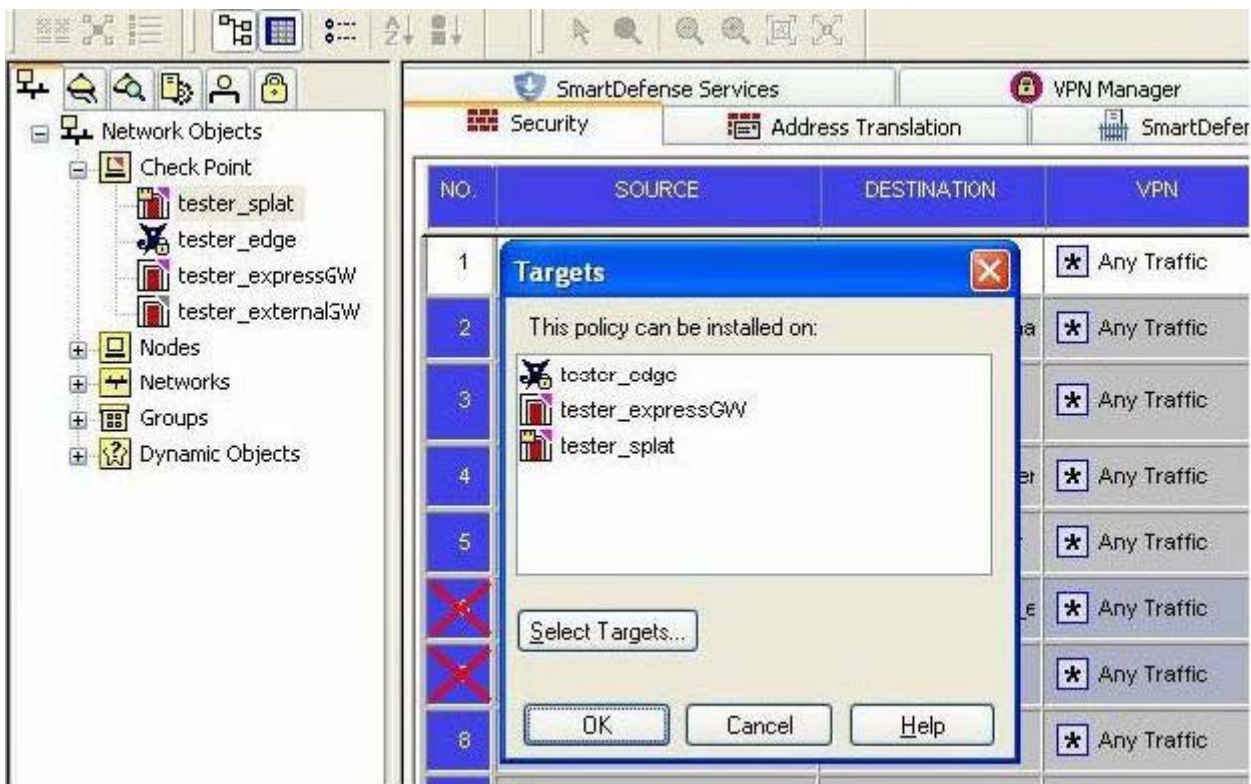 SmartDefense Services
VPN Manager
Security
Address Translation
SmartDefer
Network Objects
Check Point
tester_splat
tester_edge
tester_expressGW
tester_externalGW
Nodes
Networks
Groups
Dynamic Objects
NO.
SOURCE
DESTINATION
VPN
1
* Any Traffic
2
* Any Traffic
3
* Any Traffic
4
er
* Any Traffic
5
* Any Traffic
* Any Traffic
* Any Traffic
8
* Any Traffic
Targets
This policy can be installed on:
tester_edge
tester_expressGW
tester_splat
Select Targets...
OK
Cancel
Help